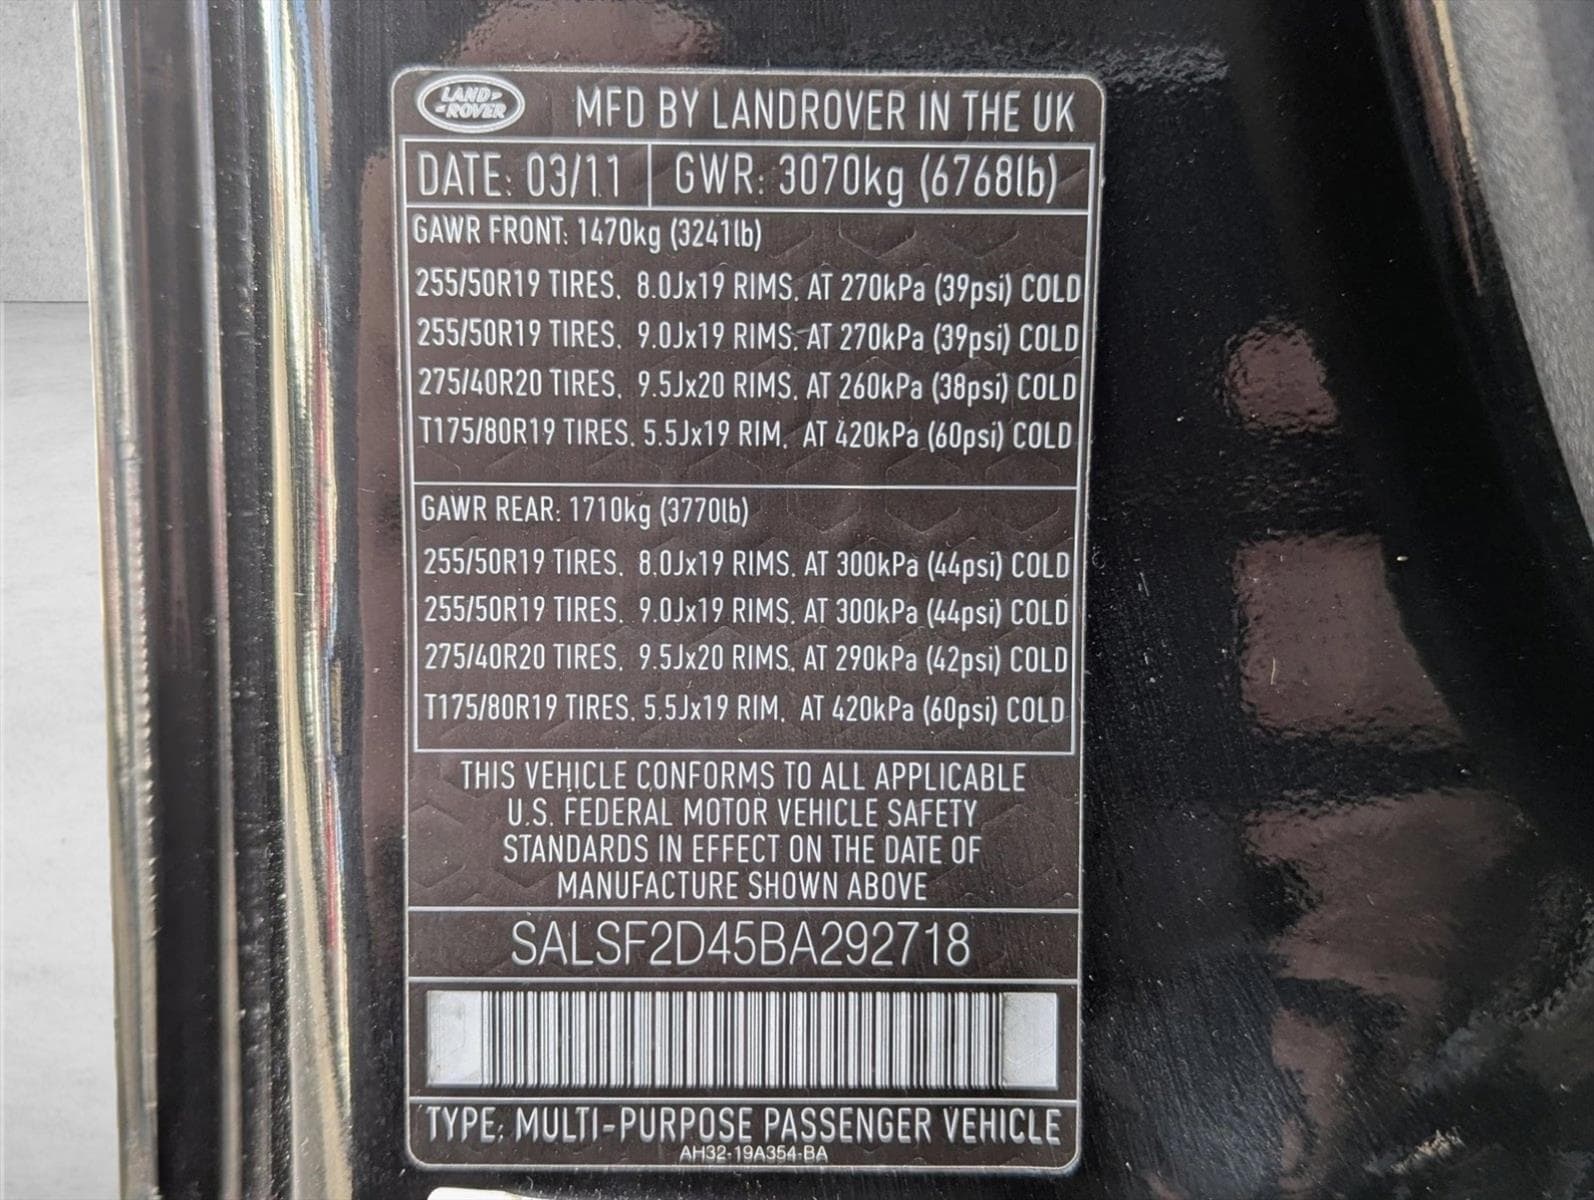 LAND ROVER MFD BY LANDROVER IN THE UK
DATE: 03/11 GWR: 3070kg (6768lb)
GAWR FRONT: 1470kg (3241lb)
255/50R19 TIRES, 8.0Jx19 RIMS, AT 270kPa (39psi) COLD
255/50R19 TIRES, 9.0Jx19 RIMS, AT 270kPa (39psi) COLD
275/40R20 TIRES, 9.5Jx20 RIMS, AT 260kPa (38psi) COLD
T175/80R19 TIRES, 5.5Jx19 RIM, AT 420kPa (60psi) COLD
GAWR REAR: 1710kg (3770lb)
255/50R19 TIRES, 8.0Jx19 RIMS, AT 300kPa (44psi) COLD
255/50R19 TIRES, 9.0Jx19 RIMS, AT 300kPa (44psi) COLD
275/40R20 TIRES, 9.5Jx20 RIMS, AT 290kPa (42psi) COLD
T175/80R19 TIRES, 5.5Jx19 RIM, AT 420kPa (60psi) COLD
THIS VEHICLE CONFORMS TO ALL APPLICABLE
U.S. FEDERAL MOTOR VEHICLE SAFETY
STANDARDS IN EFFECT ON THE DATE OF
MANUFACTURE SHOWN ABOVE
SALSF2D45BA292718
TYPE: MULTI-PURPOSE PASSENGER VEHICLE
AH32-19A354-BA